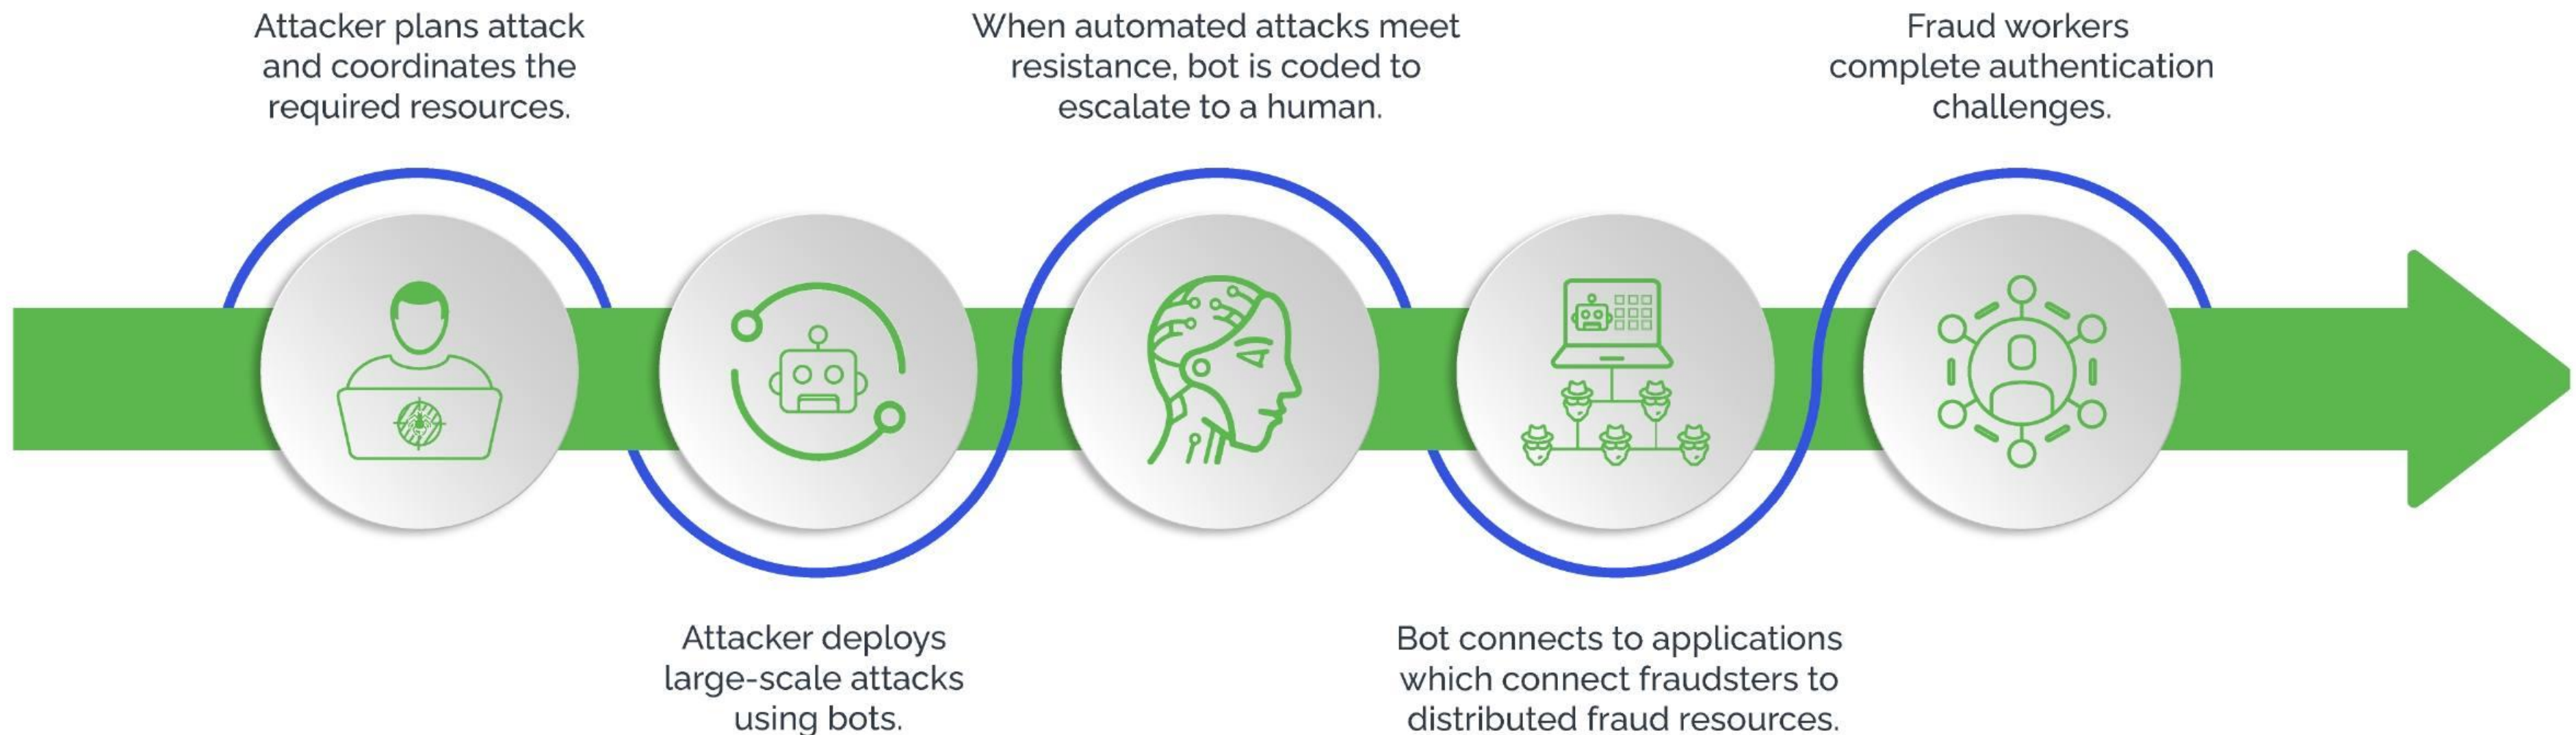 Attacker plans attack
and coordinates the
required resources.
Attacker deploys
large-scale attacks
using bots.
When automated attacks meet
resistance, bot is coded to
escalate to a human.
Bot connects to applications
which connect fraudsters to
distributed fraud resources.
Fraud workers
complete authentication
challenges.